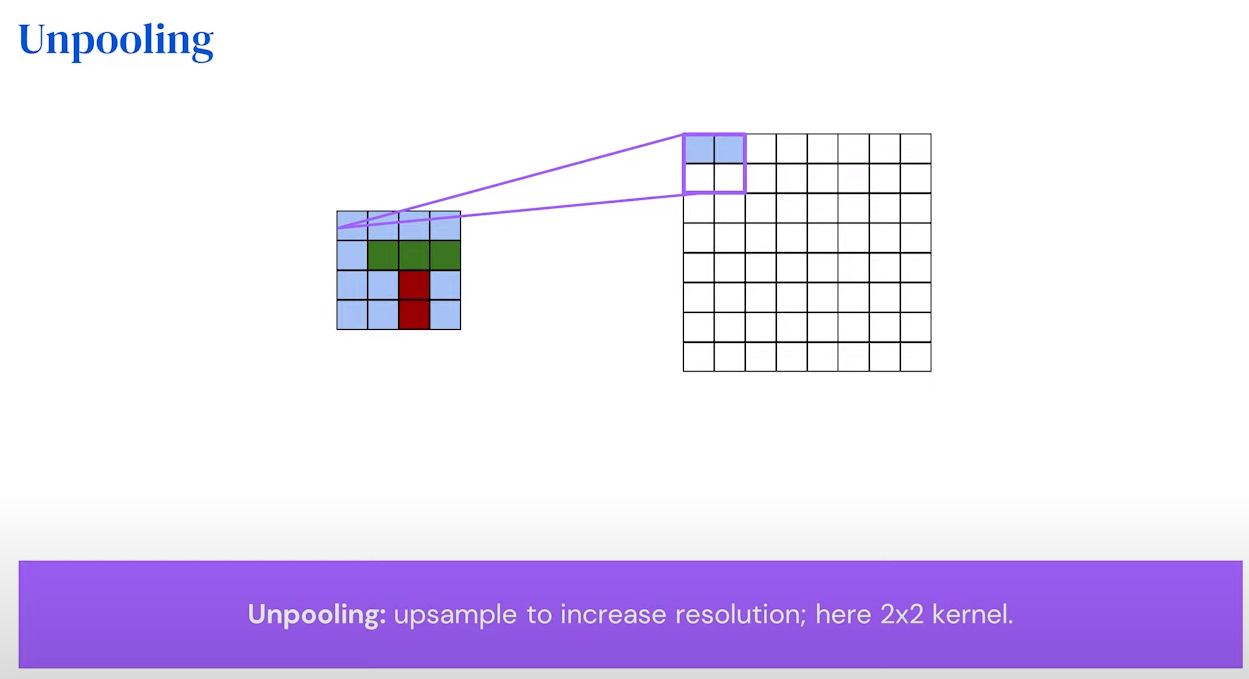 Unpooling
Unpooling: upsample to increase resolution; here 2x2 kernel.